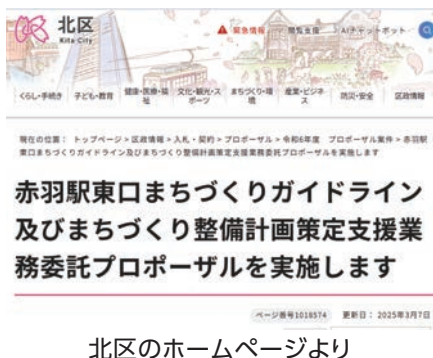 北区
Kita City
緊急情報
閲覧支援
AIチャットボット
くらし・手続き 子ども・教育 健康・医療・福祉 文化・観光・スポーツ まちづくり・環境 産業・ビジネス 防災・安全 区政情報
現在の位置： トップページ > 区政情報 > 入札・契約 > プロポーザル > 令和6年度 プロポーザル案件 > 赤羽駅
東口まちづくりガイドライン及びまちづくり整備計画策定支援業務委託プロポーザルを実施します
赤羽駅東口まちづくりガイドライン
及びまちづくり整備計画策定支援業
務委託プロポーザルを実施します
ページ番号1018574 更新日： 2025年3月7日
北区のホームページより